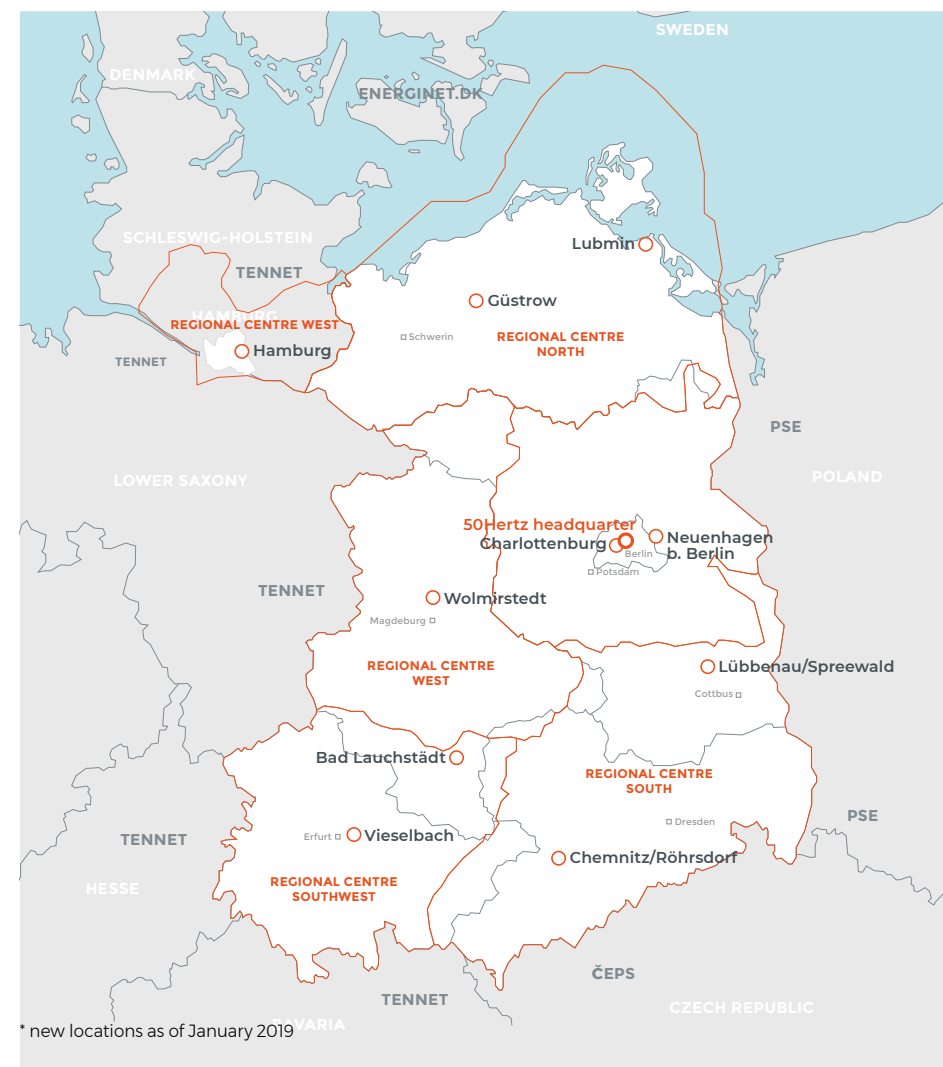 SWEDEN
DENMARK
ENERGINET.DK
SCHLESWIG-HOLSTEIN
Lubmin
TENNET
Güstrow
HAMBURG
REGIONAL CENTRE WEST
Schwerin
REGIONAL CENTRE
NORTH
Hamburg
TENNET
PSE
POLAND
LOWER SAXONY
50Hertz headquarter
Charlottenburg
Neuenhagen
b. Berlin
Berlin
Potsdam
TENNET
Wolmirstedt
Magdeburg
REGIONAL CENTRE
WEST
Lübbenau/Spreewald
Cottbus
Bad Lauchstädt
REGIONAL CENTRE
SOUTH
Dresden
PSE
TENNET
Erfurt
Vieselbach
Chemnitz/Röhrsdorf
HESSE
REGIONAL CENTRE
SOUTHWEST
ČEPS
TENNET
CZECH REPUBLIC
BAVARIA
* new locations as of January 2019